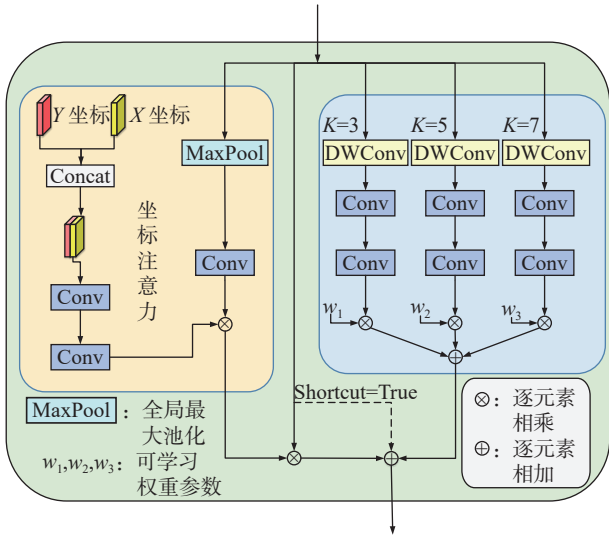 Y坐标 X坐标
Concat
坐标注意力
Conv
Conv
MaxPool
Conv
K=3 K=5 K=7
DWConv DWConv DWConv
Conv Conv Conv
Conv Conv Conv
w₁ w₂ w₃
Shortcut=True
MaxPool：全局最
大池化
w₁,w₂,w₃：可学习
权重参数
⊗：逐元素
相乘
⊕：逐元素
相加